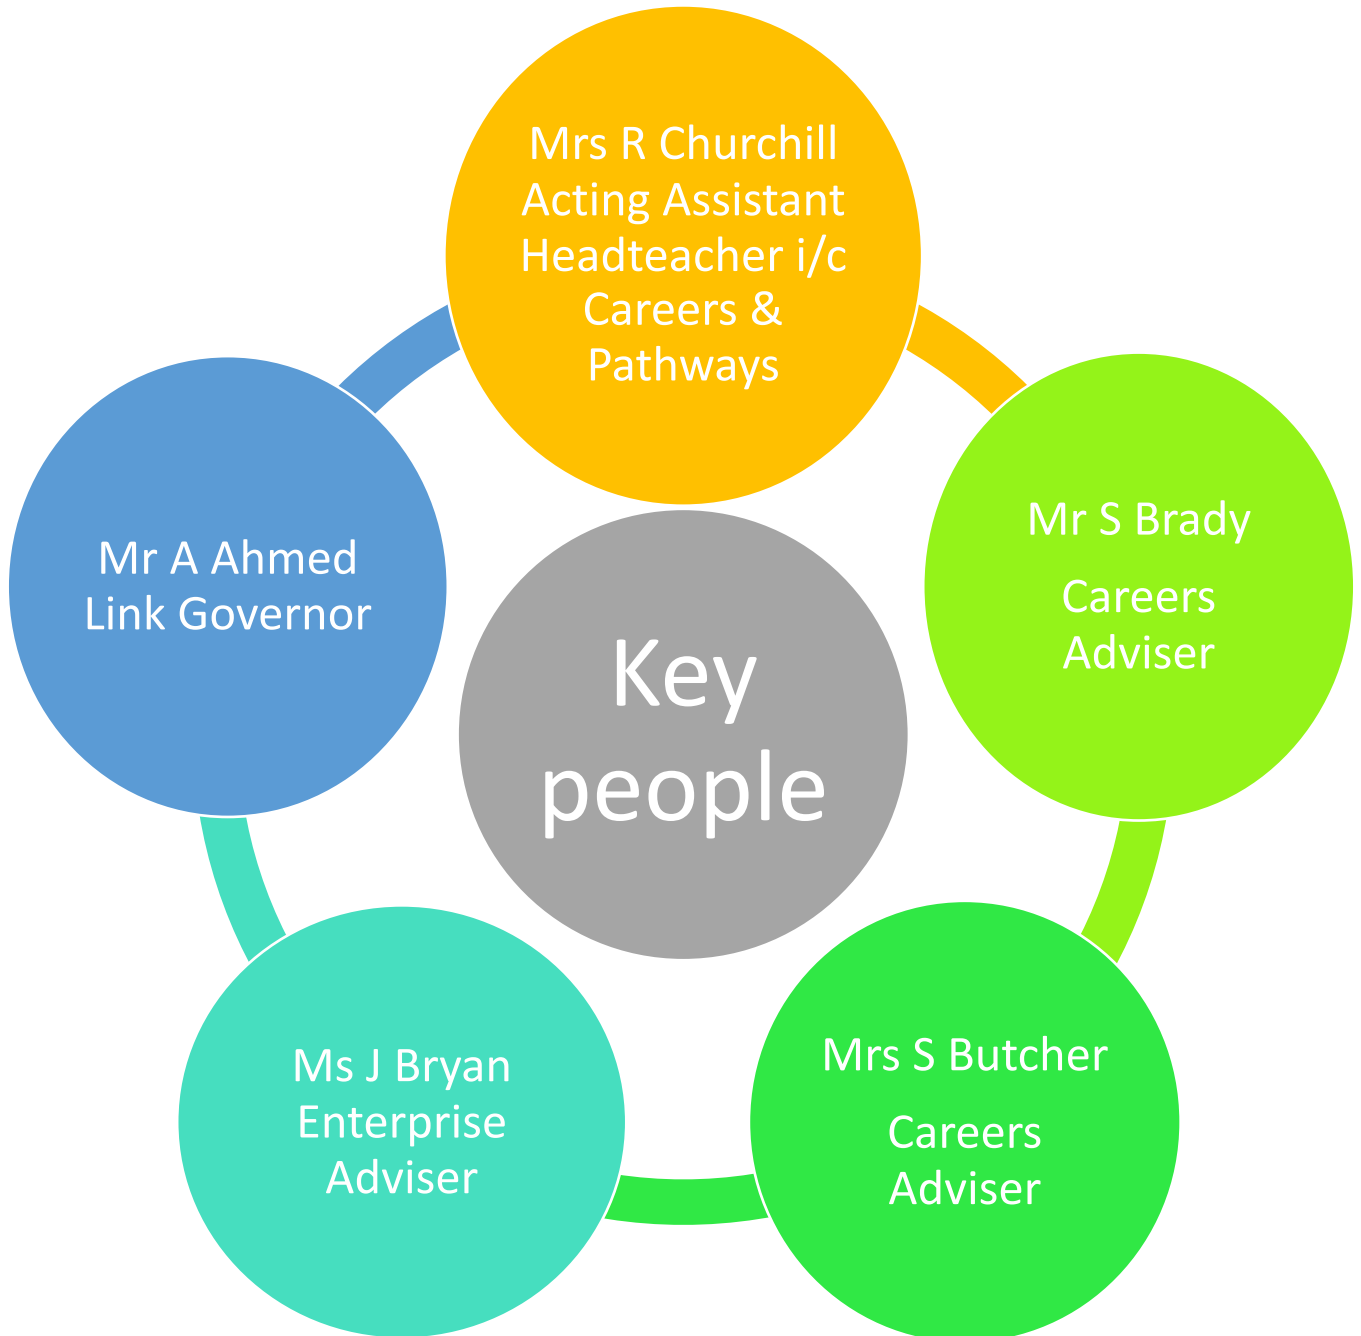 Mrs R Churchill
Acting Assistant
Headteacher i/c
Careers &
Pathways
Mr S Brady
Careers
Adviser
Mrs S Butcher
Careers
Adviser
Ms J Bryan
Enterprise
Adviser
Mr A Ahmed
Link Governor
Key
people